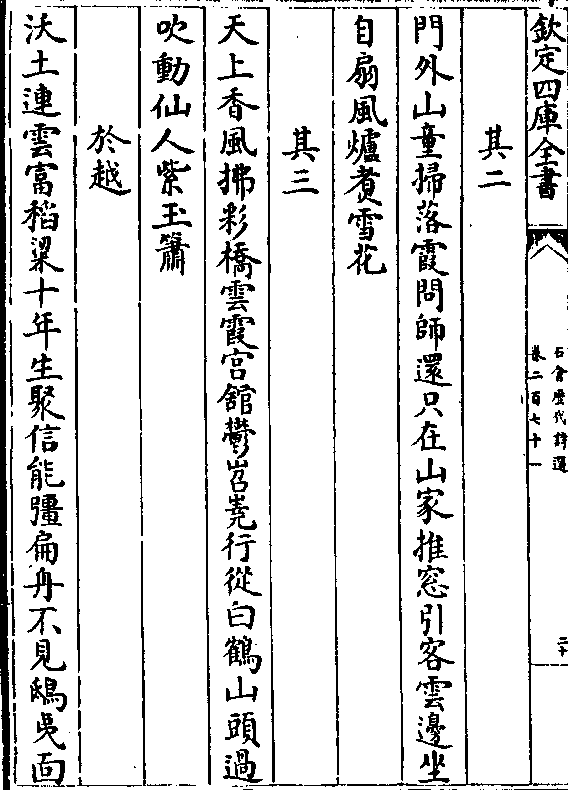 欽定四庫全書
石倉歷代詩選
卷二百七十一
二十
其二
門外山童掃落霞問師還只在山家推窓引客雲邊坐
自扇風爐煑雪花
其三
天上香風拂彩橋雲霞宫舘鬱岧嶤行從白鶴山頭過
吹動仙人紫玉簫
於越
沃土連雲富稻粱十年生聚信能彊扁舟不見鴟夷面